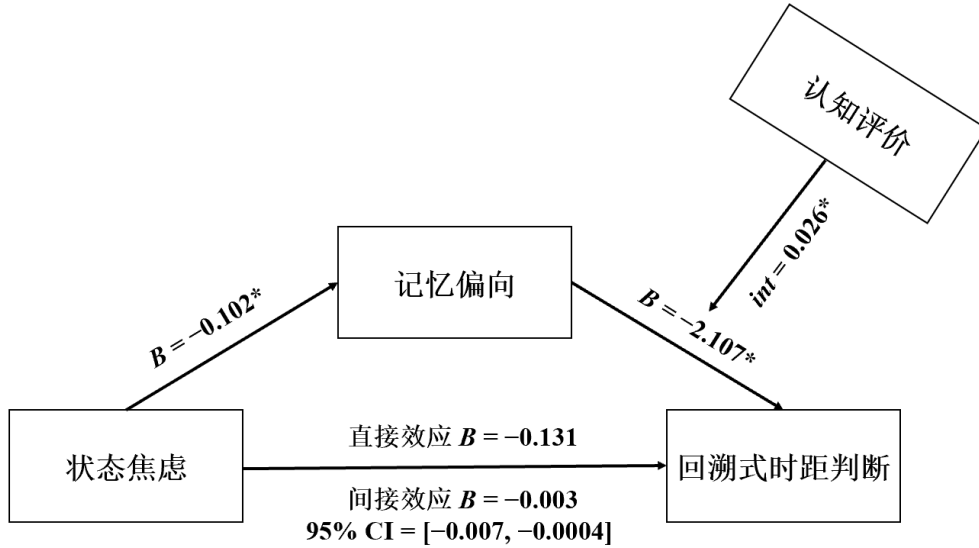 认知评价
int = 0.026*
记忆偏向
B = −0.102*
B = −2.107*
状态焦虑
直接效应 B = −0.131
间接效应 B = −0.003
95% CI = [−0.007, −0.0004]
回溯式时距判断